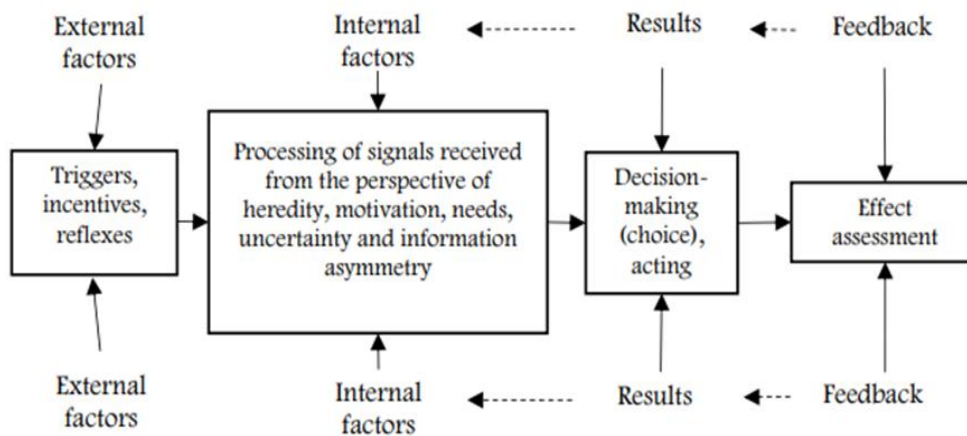 External
factors
Internal
factors
Results
Feedback
Triggers,
incentives,
reflexes
Processing of signals received
from the perspective of
heredity, motivation, needs,
uncertainty and information
asymmetry
Decision-
making
(choice),
acting
Effect
assessment
External
factors
Internal
factors
Results
Feedback